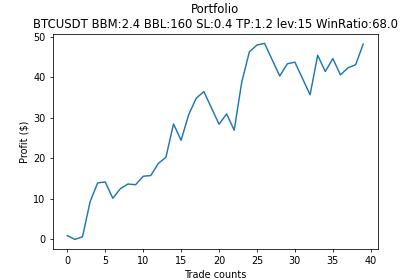 Portfolio
BTCUSDT BBM:2.4 BBL:160 SL:0.4 TP:1.2 lev:15 WinRatio:68.0
50
40
30
20
10
0
Profit ($)
0 5 10 15 20 25 30 35 40
Trade counts